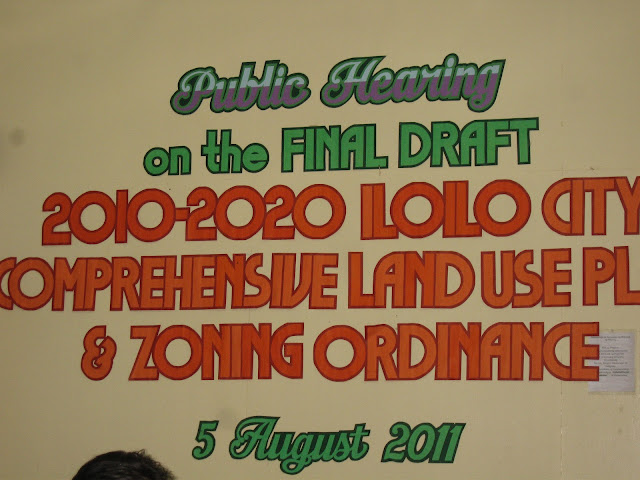 Public Hearing
on the FINAL DRAFT
2010-2020 ILOILO CITY
COMPREHENSIVE LAND USE PL
& ZONING ORDINANCE
5 August 2011